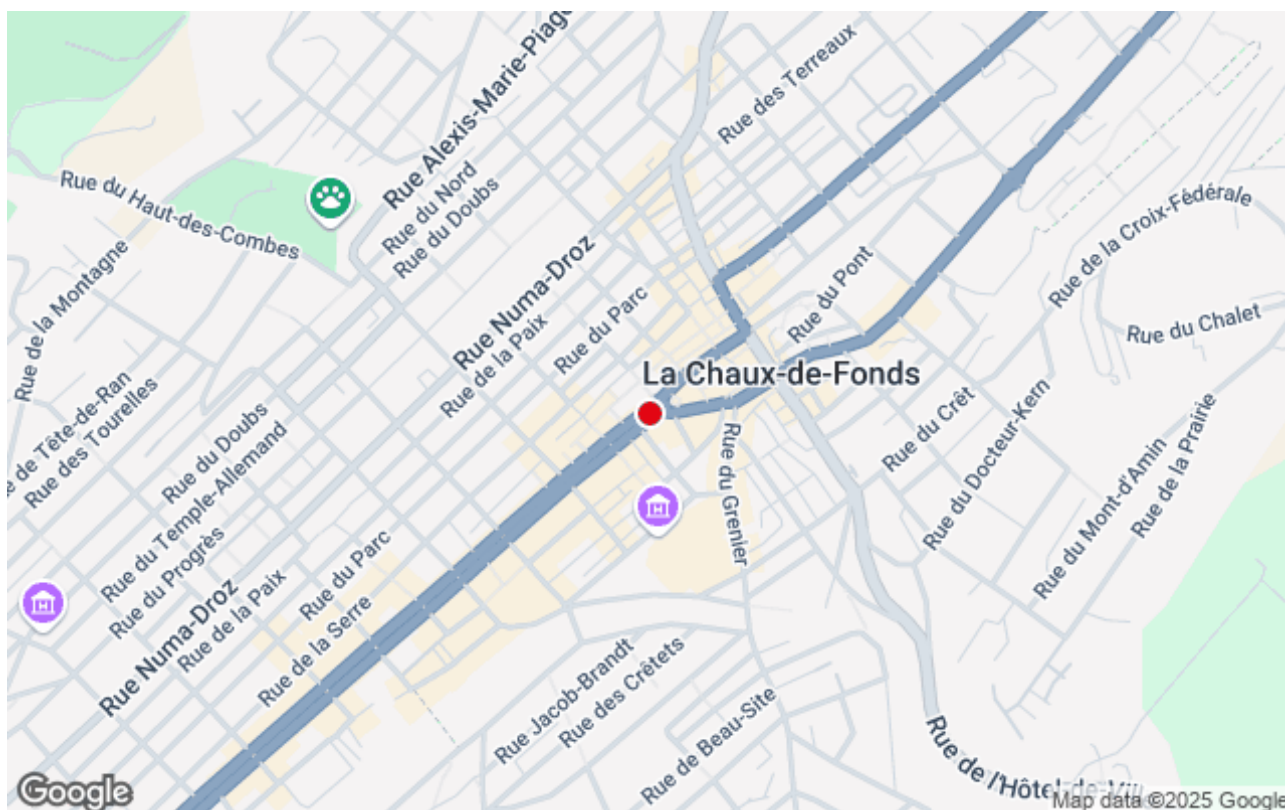 Rue Alexis-Marie-Piage
Rue des Terreaux
Rue du Nord
Rue du Doubs
Rue du Haut-des-Combes
Rue de la Croix-Fédérale
Rue de la Montagne
Rue Numa-Droz
Rue du Parc
Rue de la Paix
Rue du Pont
Rue du Chalet
La Chaux-de-Fonds
e de Tête-de-Ran
Rue des Tourelles
Rue du Doubs
Rue du Temple-Allemand
Rue du Progrès
Rue du Grenier
Rue du Crêt
Rue du Docteur-Kern
Rue du Mont-d'Amin
Rue de la Prairie
Rue du Parc
Rue de la Paix
Rue de la Serre
Rue Numa-Droz
Rue Jacob-Brandt
Rue des Crêtets
Rue de Beau-Site
Rue de l'Hôtel-de-Vill
Google
Map data ©2025 Google